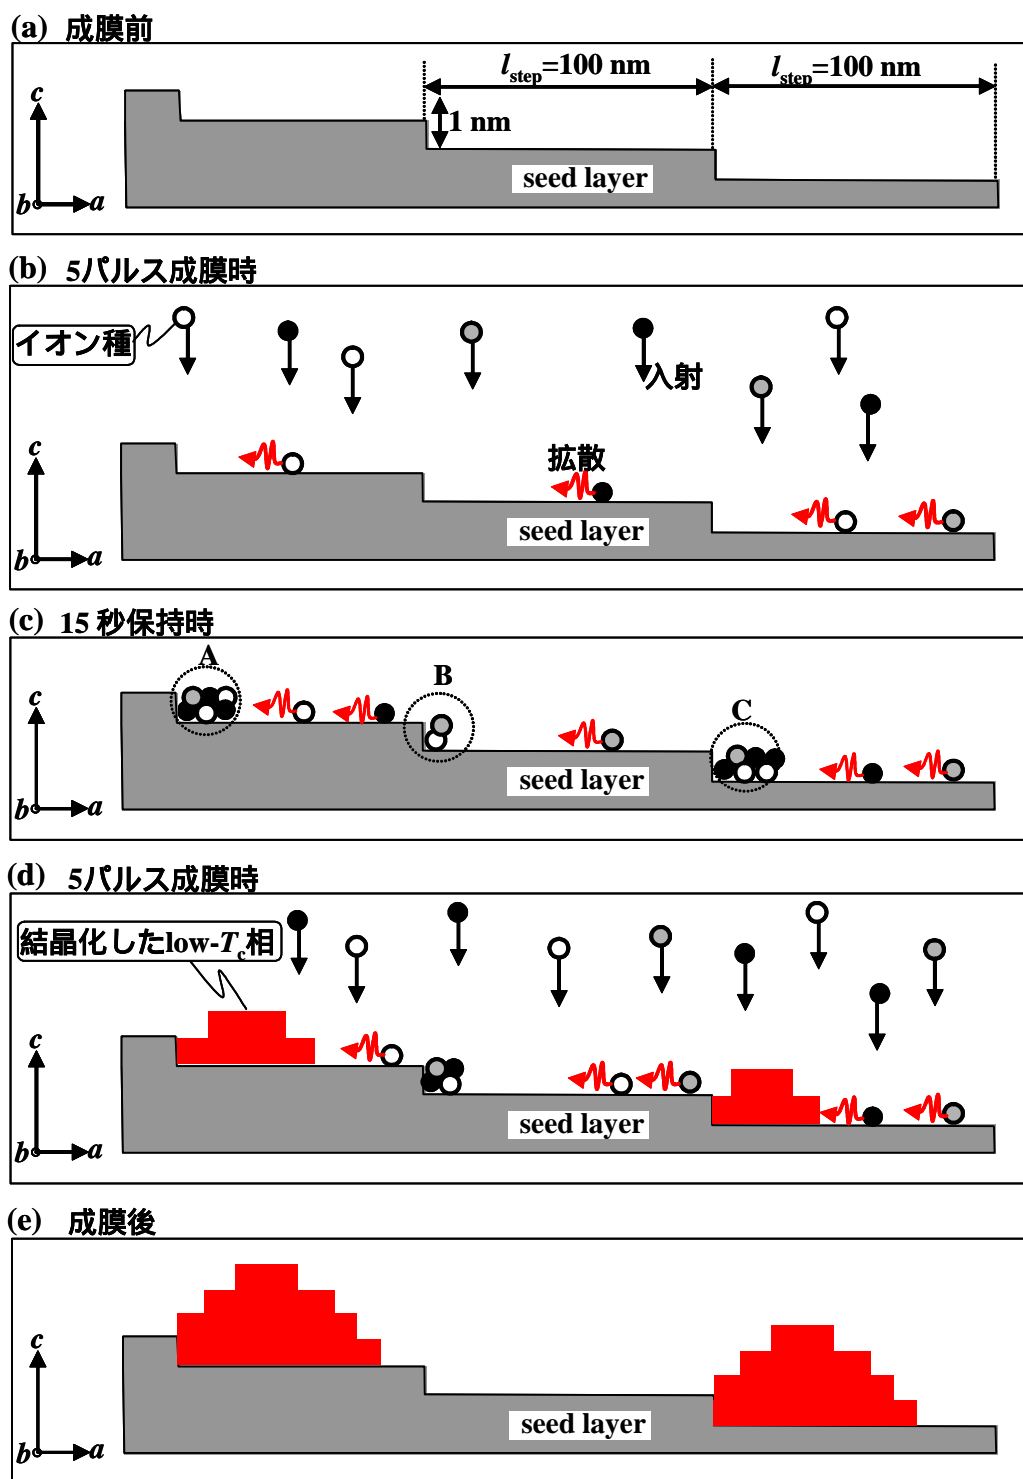 (a) 成膜前
l step=100 nm l step=100 nm
c
1 nm
seed layer
b a
(b) 5パルス成膜時
イオン種
入射
c
拡散
seed layer
b a
(c) 15 秒保持時
A
B
c
C
seed layer
b a
(d) 5パルス成膜時
結晶化したlow-Tc相
c
seed layer
b a
(e) 成膜後
c
seed layer
b a